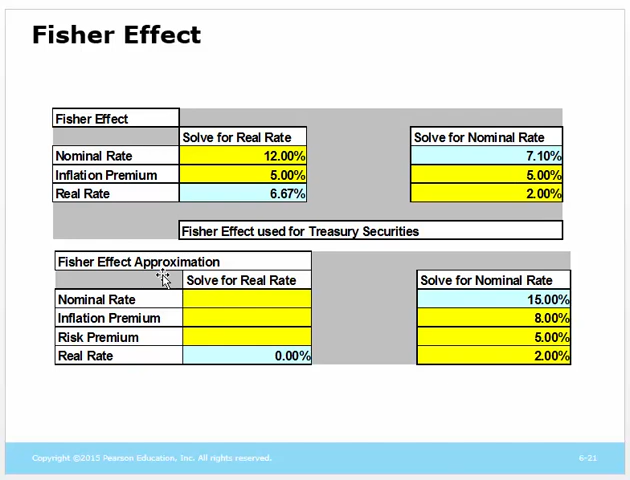 Fisher Effect
Fisher Effect
Solve for Real Rate Solve for Nominal Rate
Nominal Rate 12.00% 7.10%
Inflation Premium 5.00% 5.00%
Real Rate 6.67% 2.00%
Fisher Effect used for Treasury Securities
Fisher Effect Approximation
Solve for Real Rate Solve for Nominal Rate
Nominal Rate 15.00%
Inflation Premium 8.00%
Risk Premium 5.00%
Real Rate 0.00% 2.00%
Copyright ©2015 Pearson Education, Inc. All rights reserved. 6-21